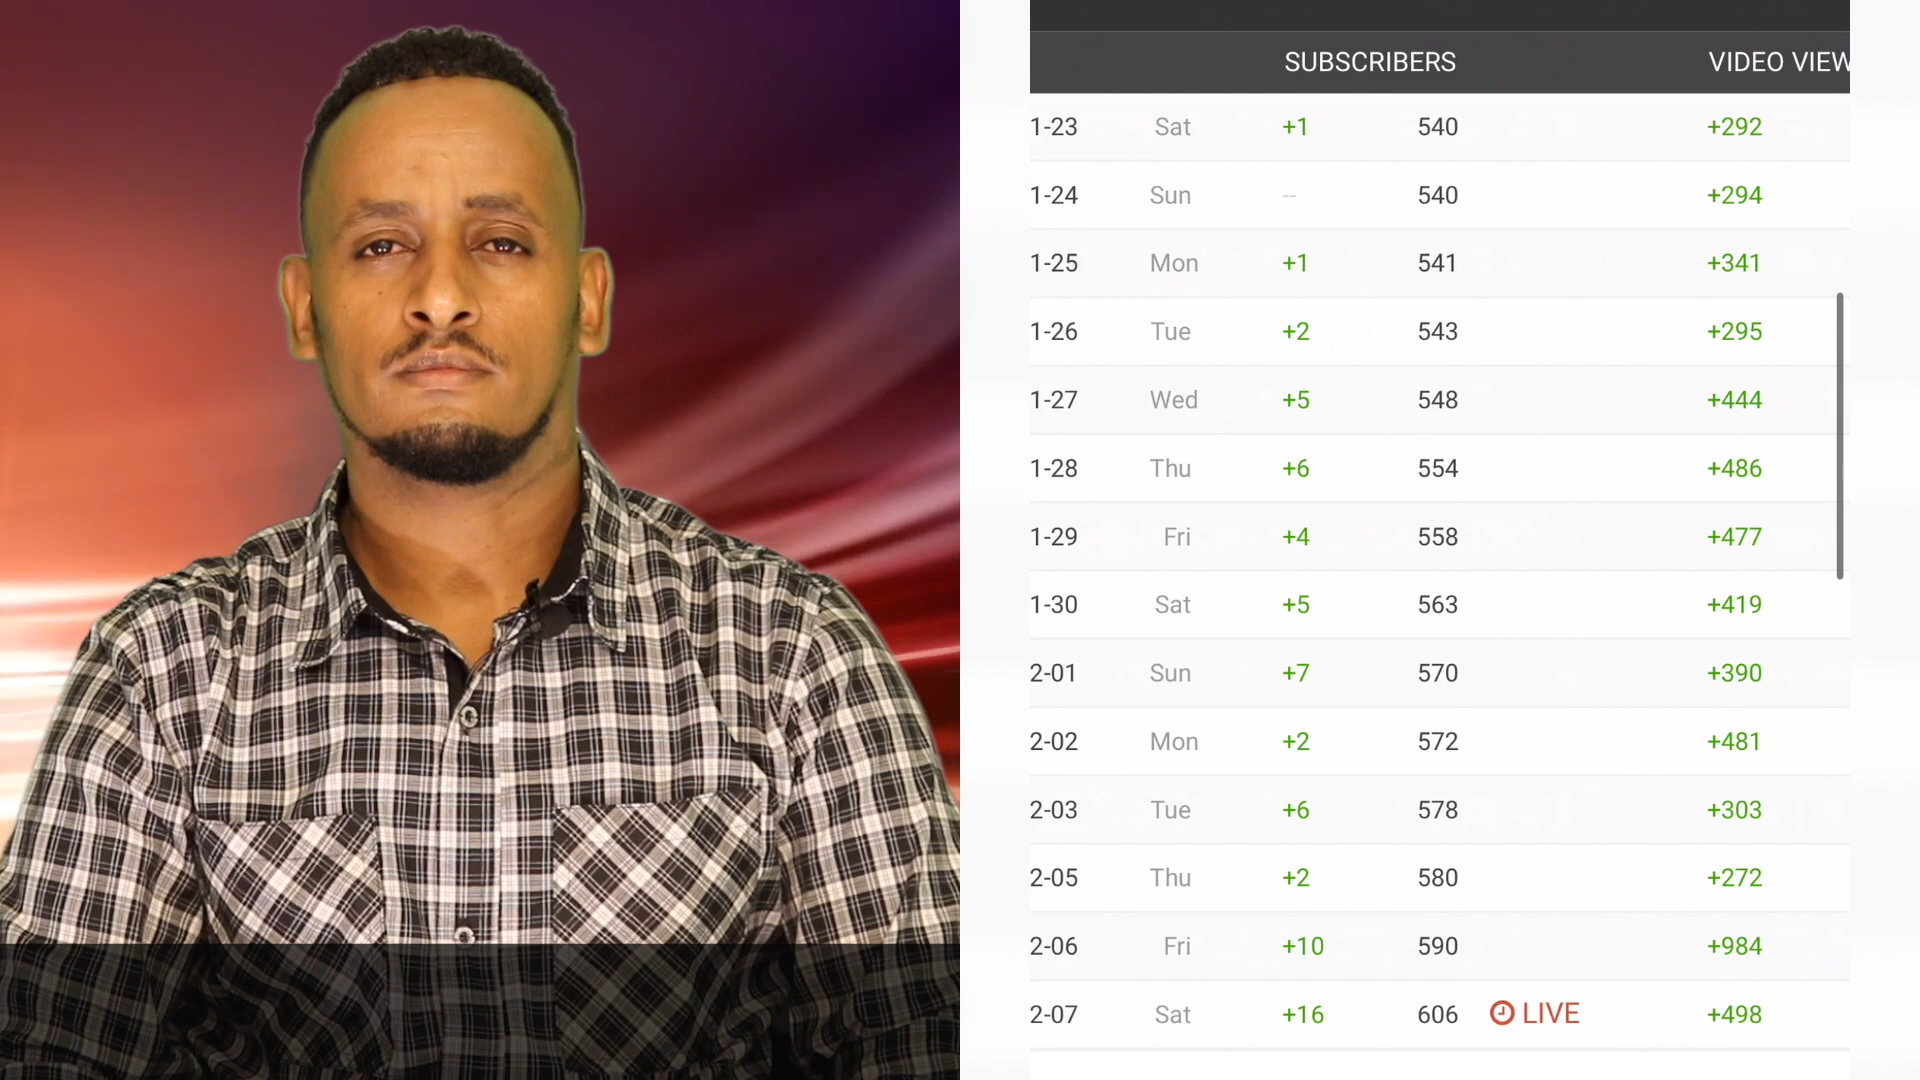 SUBSCRIBERS VIDEO VIEW
1-23 Sat +1 540 +292
1-24 Sun -- 540 +294
1-25 Mon +1 541 +341
1-26 Tue +2 543 +295
1-27 Wed +5 548 +444
1-28 Thu +6 554 +486
1-29 Fri +4 558 +477
1-30 Sat +5 563 +419
2-01 Sun +7 570 +390
2-02 Mon +2 572 +481
2-03 Tue +6 578 +303
2-05 Thu +2 580 +272
2-06 Fri +10 590 +984
2-07 Sat +16 606 LIVE +498